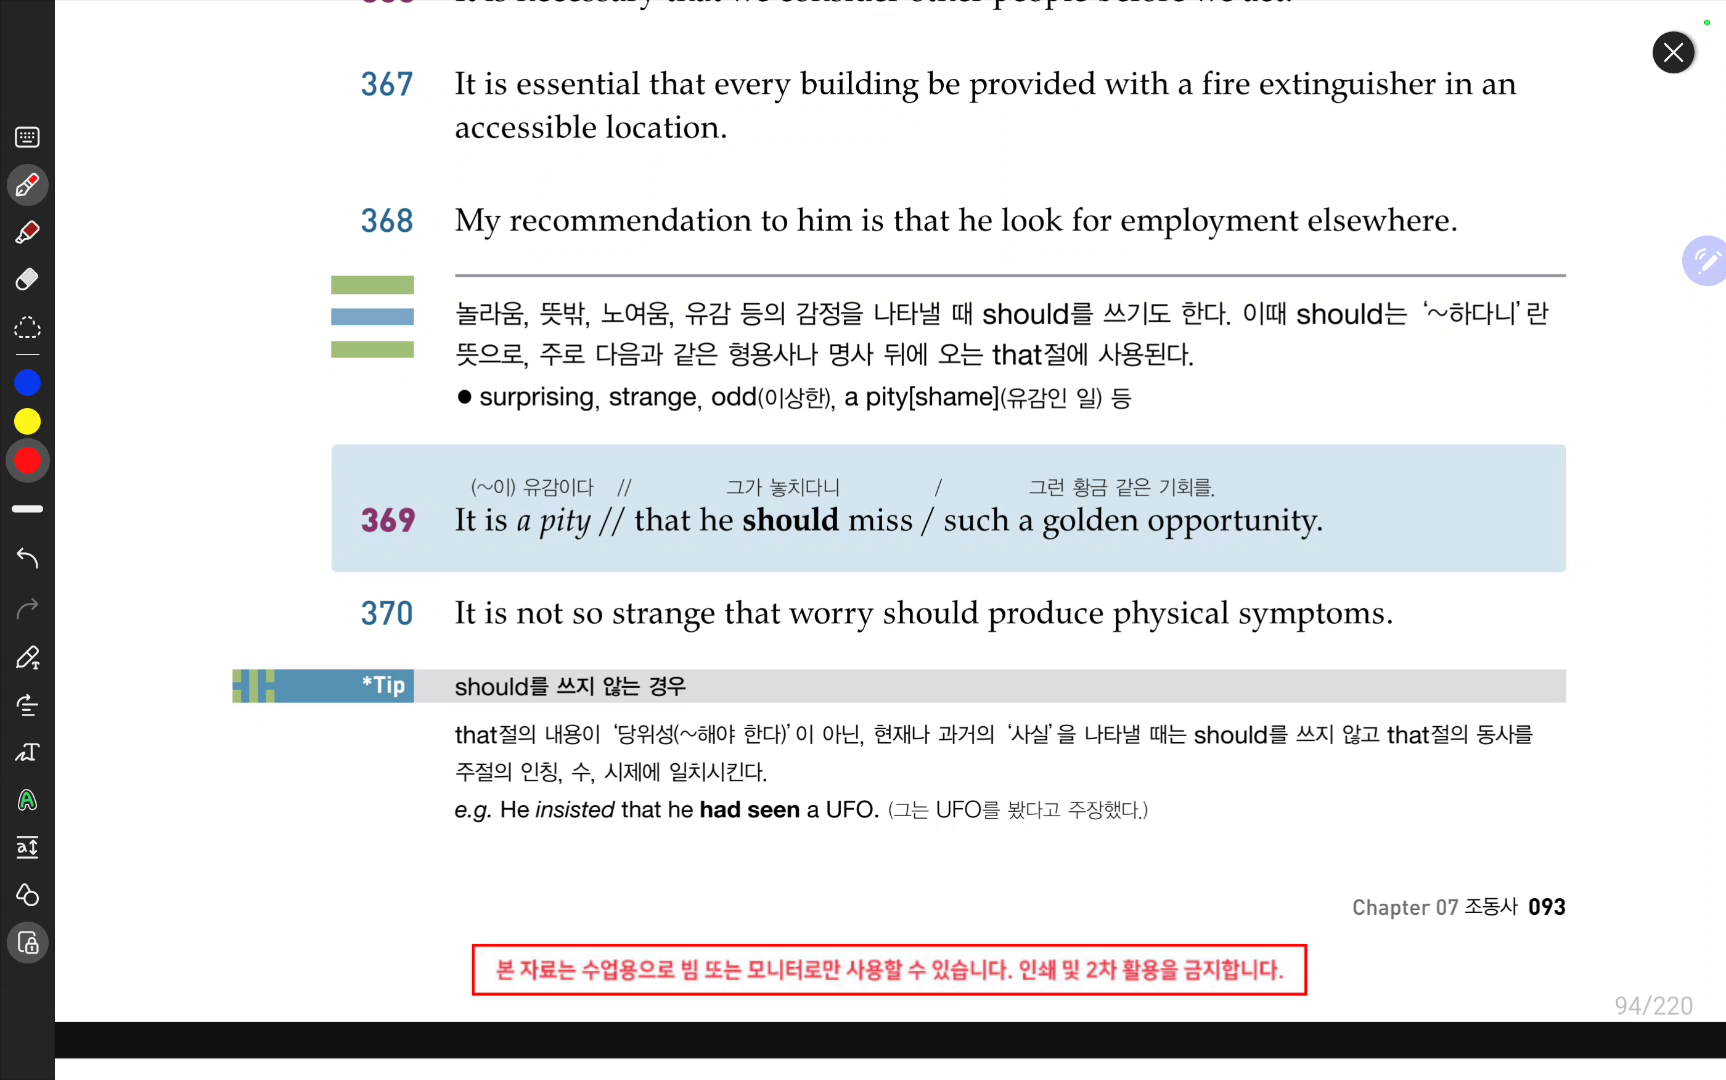 It is necessary that we consider other people before we act.
367 It is essential that every building be provided with a fire extinguisher in an
accessible location.
368 My recommendation to him is that he look for employment elsewhere.
놀라움, 뜻밖, 노여움, 유감 등의 감정을 나타낼 때 should를 쓰기도 한다. 이때 should는 ‘~하다니’란
뜻으로, 주로 다음과 같은 형용사나 명사 뒤에 오는 that절에 사용된다.
● surprising, strange, odd(이상한), a pity[shame](유감인 일) 등
(~이) 유감이다 // 그가 놓치다니 / 그런 황금 같은 기회를.
369 It is a pity // that he should miss / such a golden opportunity.
370 It is not so strange that worry should produce physical symptoms.
*Tip should를 쓰지 않는 경우
that절의 내용이 ‘당위성(~해야 한다)’이 아닌, 현재나 과거의 ‘사실’을 나타낼 때는 should를 쓰지 않고 that절의 동사를
주절의 인칭, 수, 시제에 일치시킨다.
e.g. He insisted that he had seen a UFO. (그는 UFO를 봤다고 주장했다.)
Chapter 07 조동사 093
본 자료는 수업용으로 빔 또는 모니터로만 사용할 수 있습니다. 인쇄 및 2차 활용을 금지합니다.
94/220